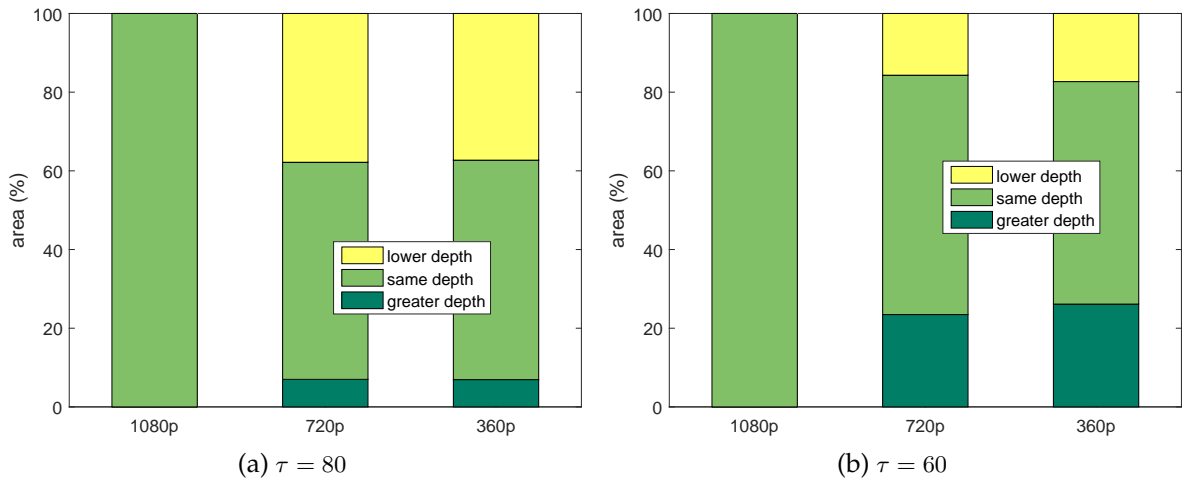 100
80
60
40
20
0
area (%)
lower depth
same depth
greater depth
1080p 720p 360p
(a) τ = 80
100
80
60
40
20
0
area (%)
lower depth
same depth
greater depth
1080p 720p 360p
(b) τ = 60